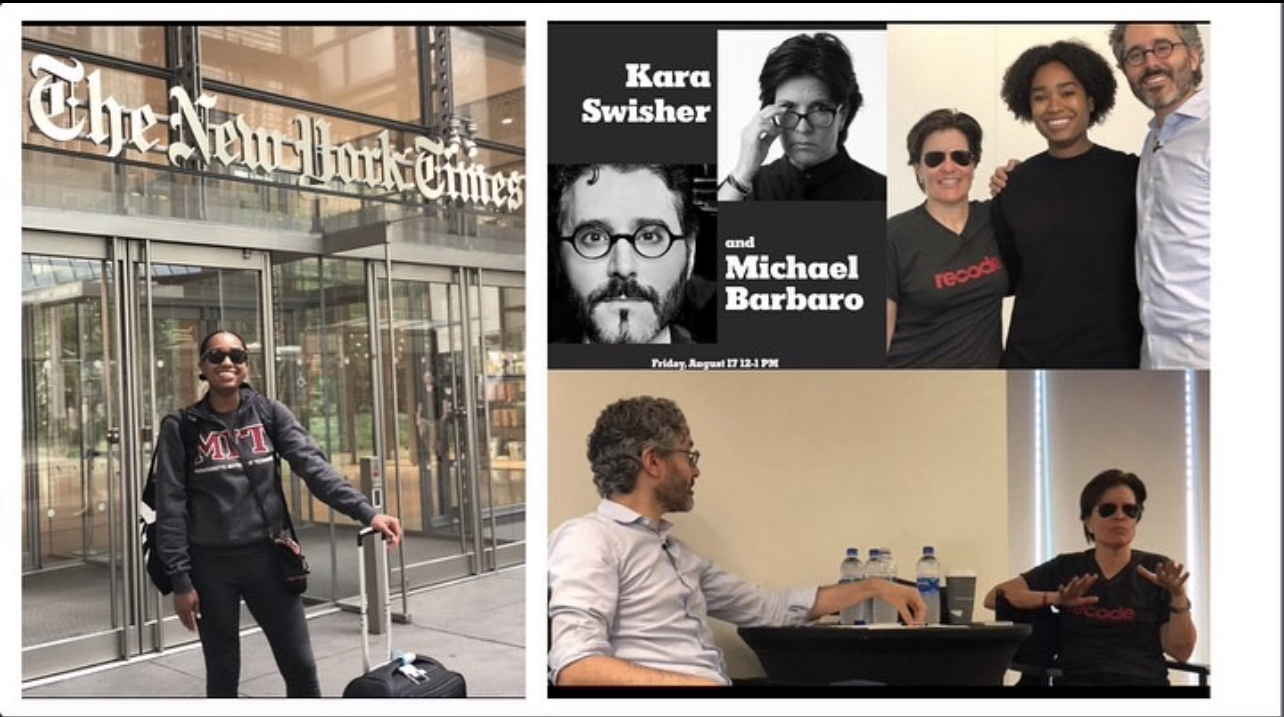 The New York Times
MIT
Kara
Swisher
and
Michael
Barbaro
Friday, August 17 12-1 PM
recode
recode